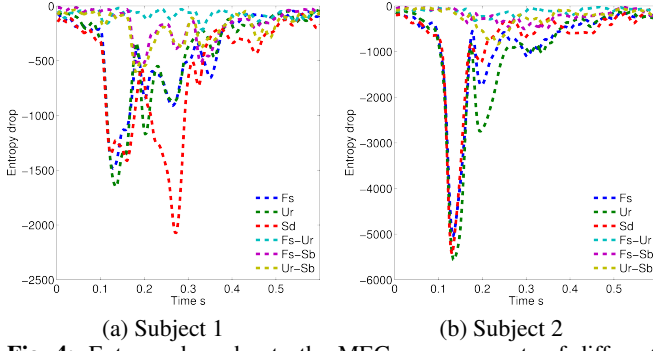 0
−500
−1000
−1500
−2000
−2500
Entropy drop
0 0.1 0.2 0.3 0.4 0.5
Time s
Fs
Ur
Sd
Fs−Ur
Fs−Sb
Ur−Sb
(a) Subject 1
0
−1000
−2000
−3000
−4000
−5000
−6000
Entropy drop
0 0.1 0.2 0.3 0.4 0.5
Time s
Fs
Ur
Sd
Fs−Ur
Fs−Sb
Ur−Sb
(b) Subject 2